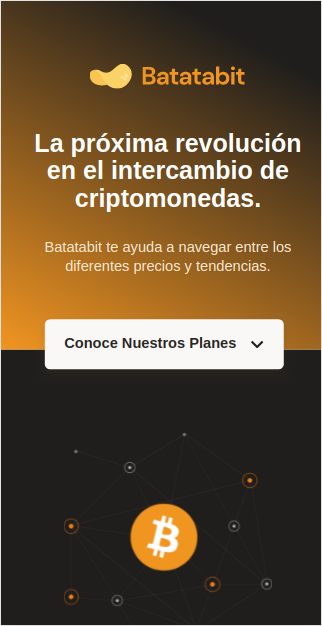 Batatabit
La próxima revolución
en el intercambio de
criptomonedas.
Batatabit te ayuda a navegar entre los
diferentes precios y tendencias.
Conoce Nuestros Planes